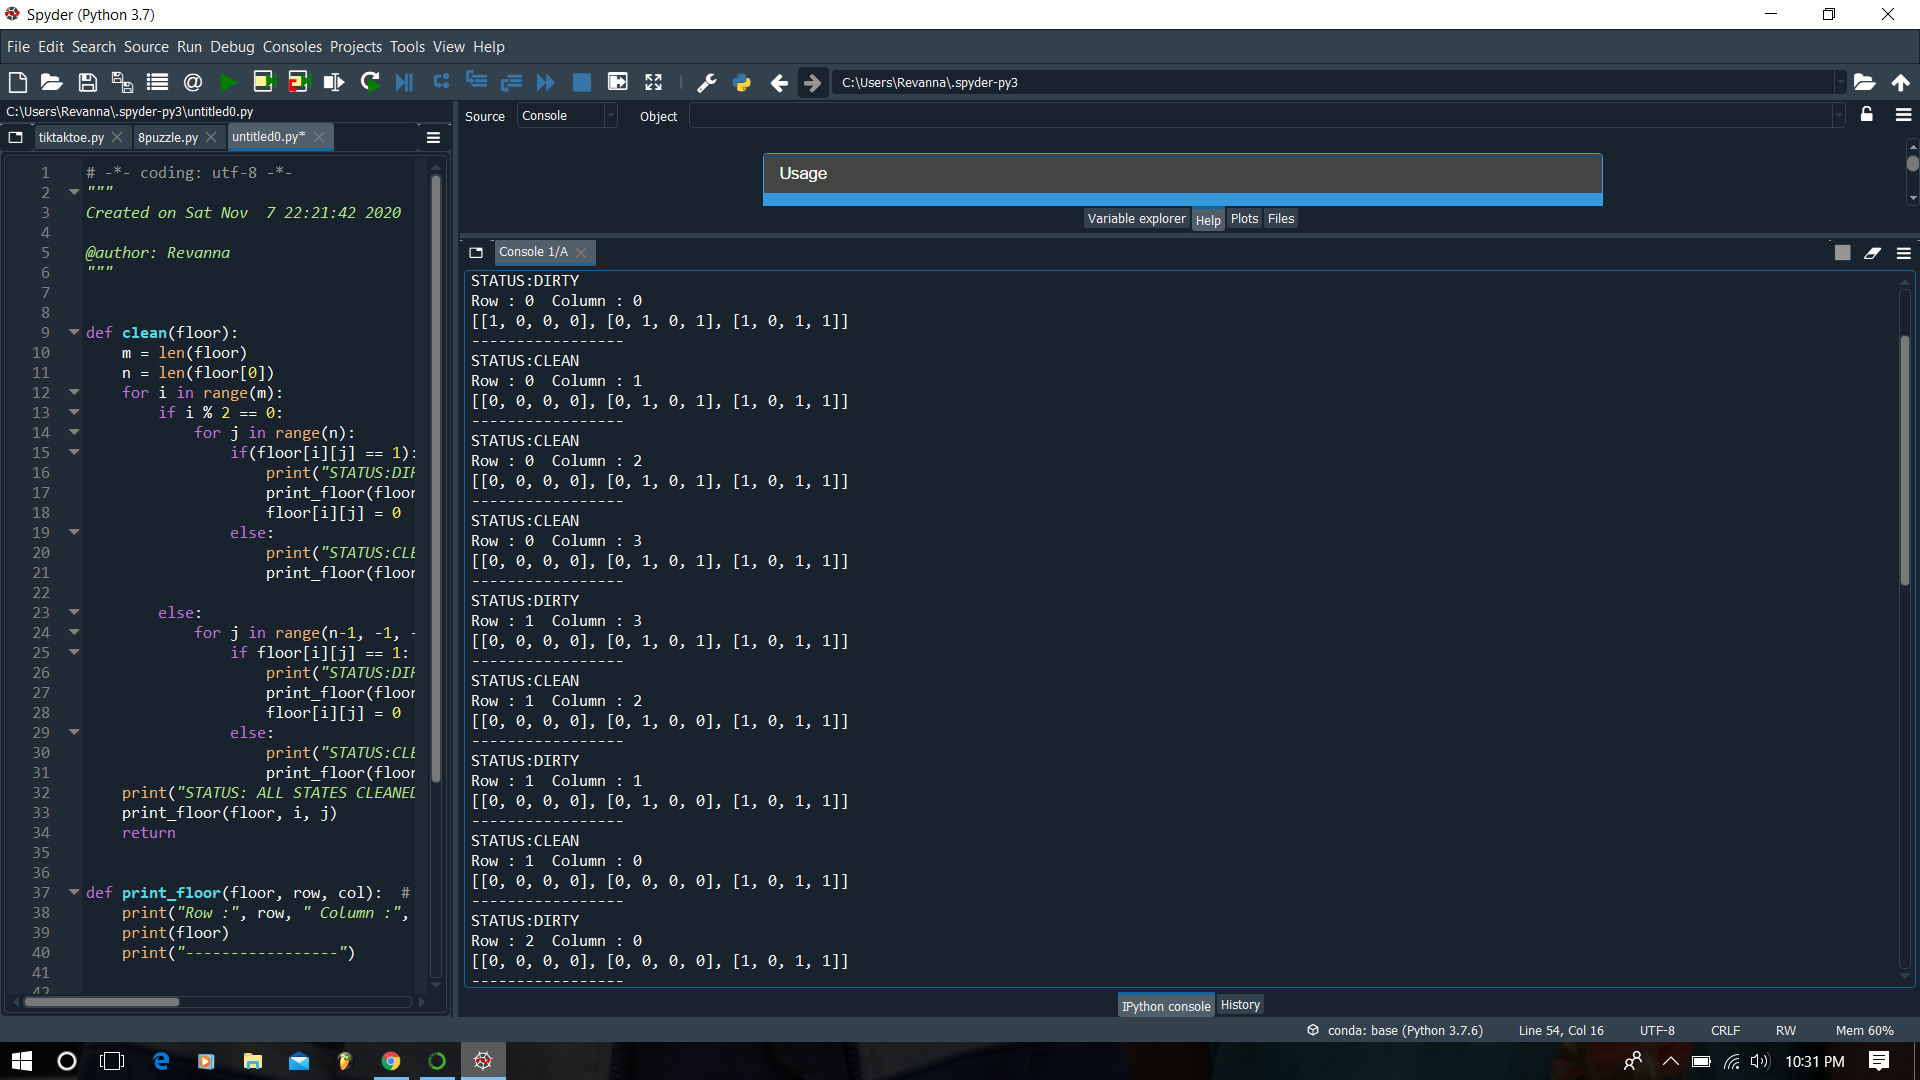 Spyder (Python 3.7)
File Edit Search Source Run Debug Consoles Projects Tools View Help
C:\Users\Revanna\.spyder-py3
C:\Users\Revanna\.spyder-py3\untitled0.py
tiktaktoe.py 8puzzle.py untitled0.py*
1 # -*- coding: utf-8 -*-
2 """
3 Created on Sat Nov  7 22:21:42 2020
4
5 @author: Revanna
6 """
7
8
9 def clean(floor):
10     m = len(floor)
11     n = len(floor[0])
12     for i in range(m):
13         if i % 2 == 0:
14             for j in range(n):
15                 if(floor[i][j] == 1):
16                     print("STATUS:DIR
17                     print_floor(floor
18                     floor[i][j] = 0
19                 else:
20                     print("STATUS:CLE
21                     print_floor(floor
22
23         else:
24             for j in range(n-1, -1, -
25                 if floor[i][j] == 1:
26                     print("STATUS:DIR
27                     print_floor(floor
28                     floor[i][j] = 0
29                 else:
30                     print("STATUS:CLE
31                     print_floor(floor
32     print("STATUS: ALL STATES CLEANED
33     print_floor(floor, i, j)
34     return
35
36
37 def print_floor(floor, row, col):  #
38     print("Row :", row, " Column :",
39     print(floor)
40     print("-----------------")
41
42
Source Console Object
Usage
Variable explorer Help Plots Files
Console 1/A
STATUS:DIRTY
Row : 0  Column : 0
[[1, 0, 0, 0], [0, 1, 0, 1], [1, 0, 1, 1]]
-----------------
STATUS:CLEAN
Row : 0  Column : 1
[[0, 0, 0, 0], [0, 1, 0, 1], [1, 0, 1, 1]]
-----------------
STATUS:CLEAN
Row : 0  Column : 2
[[0, 0, 0, 0], [0, 1, 0, 1], [1, 0, 1, 1]]
-----------------
STATUS:CLEAN
Row : 0  Column : 3
[[0, 0, 0, 0], [0, 1, 0, 1], [1, 0, 1, 1]]
-----------------
STATUS:DIRTY
Row : 1  Column : 3
[[0, 0, 0, 0], [0, 1, 0, 1], [1, 0, 1, 1]]
-----------------
STATUS:CLEAN
Row : 1  Column : 2
[[0, 0, 0, 0], [0, 1, 0, 0], [1, 0, 1, 1]]
-----------------
STATUS:DIRTY
Row : 1  Column : 1
[[0, 0, 0, 0], [0, 1, 0, 0], [1, 0, 1, 1]]
-----------------
STATUS:CLEAN
Row : 1  Column : 0
[[0, 0, 0, 0], [0, 0, 0, 0], [1, 0, 1, 1]]
-----------------
STATUS:DIRTY
Row : 2  Column : 0
[[0, 0, 0, 0], [0, 0, 0, 0], [1, 0, 1, 1]]
-----------------
IPython console History
conda: base (Python 3.7.6) Line 54, Col 16 UTF-8 CRLF RW Mem 60%
10:31 PM